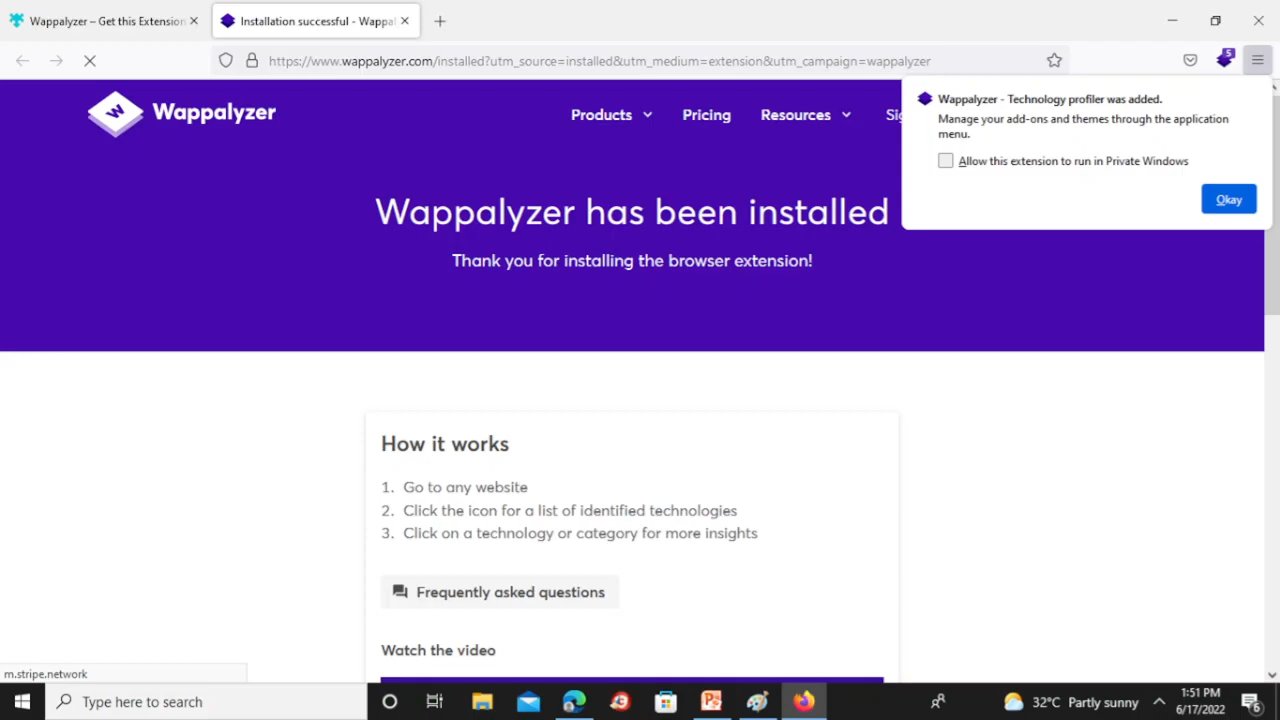 Wappalyzer – Get this Extension
Installation successful - Wappal
https://www.wappalyzer.com/installed?utm_source=installed&utm_medium=extension&utm_campaign=wappalyzer
5
Wappalyzer
Products
Pricing
Resources
Sig
Wappalyzer - Technology profiler was added.
Manage your add-ons and themes through the application
menu.
Allow this extension to run in Private Windows
Okay
Wappalyzer has been installed
Thank you for installing the browser extension!
How it works
1. Go to any website
2. Click the icon for a list of identified technologies
3. Click on a technology or category for more insights
Frequently asked questions
Watch the video
m.stripe.network
Type here to search
32°C Partly sunny
1:51 PM
6/17/2022
6